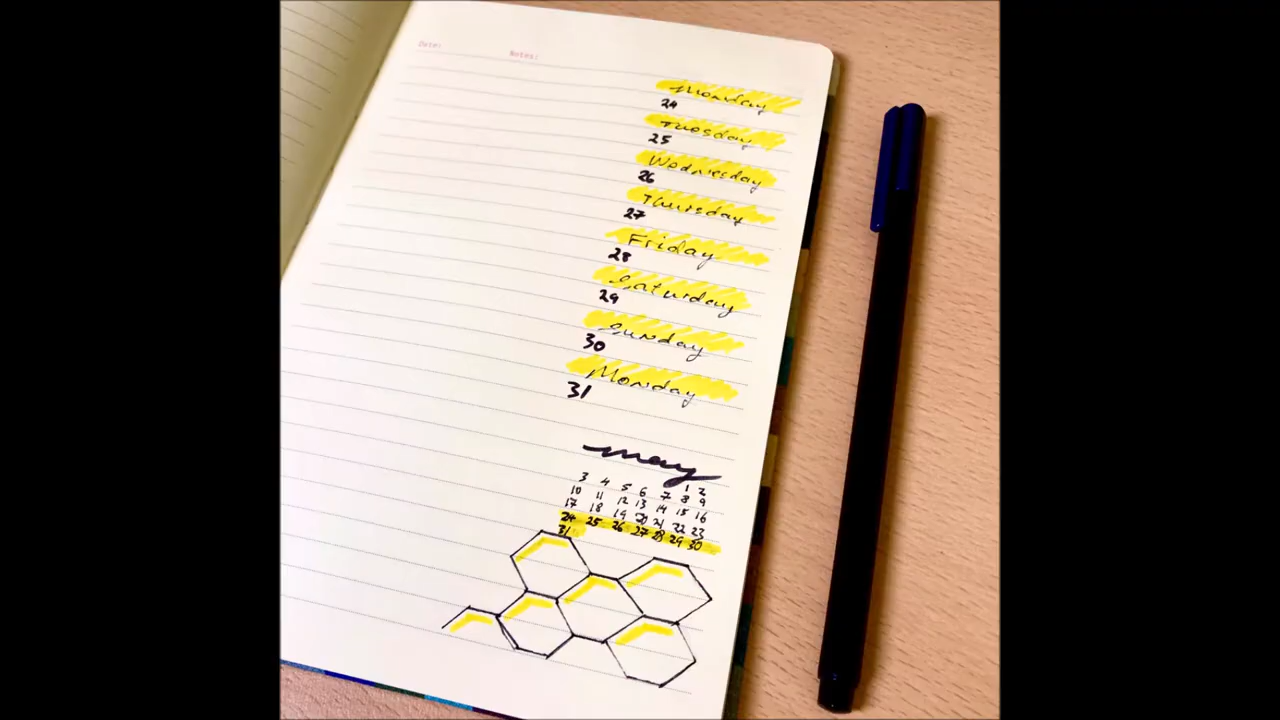 Date: Notes:
Monday
24
Tuesday
25
Wednesday
26
Thursday
27
Friday
28
Saturday
29
Sunday
30
Monday
31
may
1 2
3 4 5 6 7 8 9
10 11 12 13 14 15 16
17 18 19 20 21 22 23
24 25 26 27 28 29 30
31